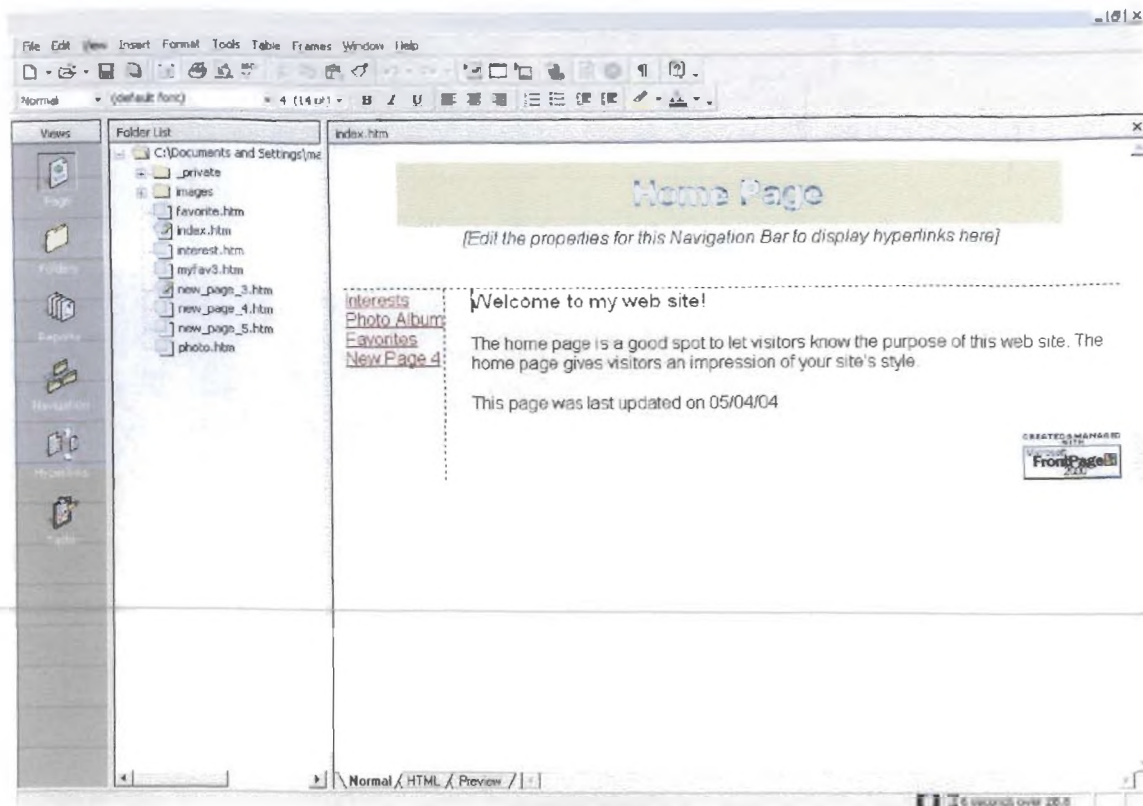 File Edit View Insert Format Tools Table Frames Window Help
Normal (default font) 4 (14 pt) B I U
Views
Page
Folders
Reports
Navigation
Hyperlinks
Tasks
Folder List
C:\Documents and Settings\ma
_private
images
favorite.htm
index.htm
interest.htm
myfav3.htm
new_page_3.htm
new_page_4.htm
new_page_5.htm
photo.htm
index.htm
Home Page
[Edit the properties for this Navigation Bar to display hyperlinks here]
Interests
Photo Album
Favorites
New Page 4
Welcome to my web site!
The home page is a good spot to let visitors know the purpose of this web site. The
home page gives visitors an impression of your site's style.
This page was last updated on 05/04/04
CREATED & MANAGED
WITH
Microsoft
FrontPage
2000
Normal HTML Preview
seconds over 28.8